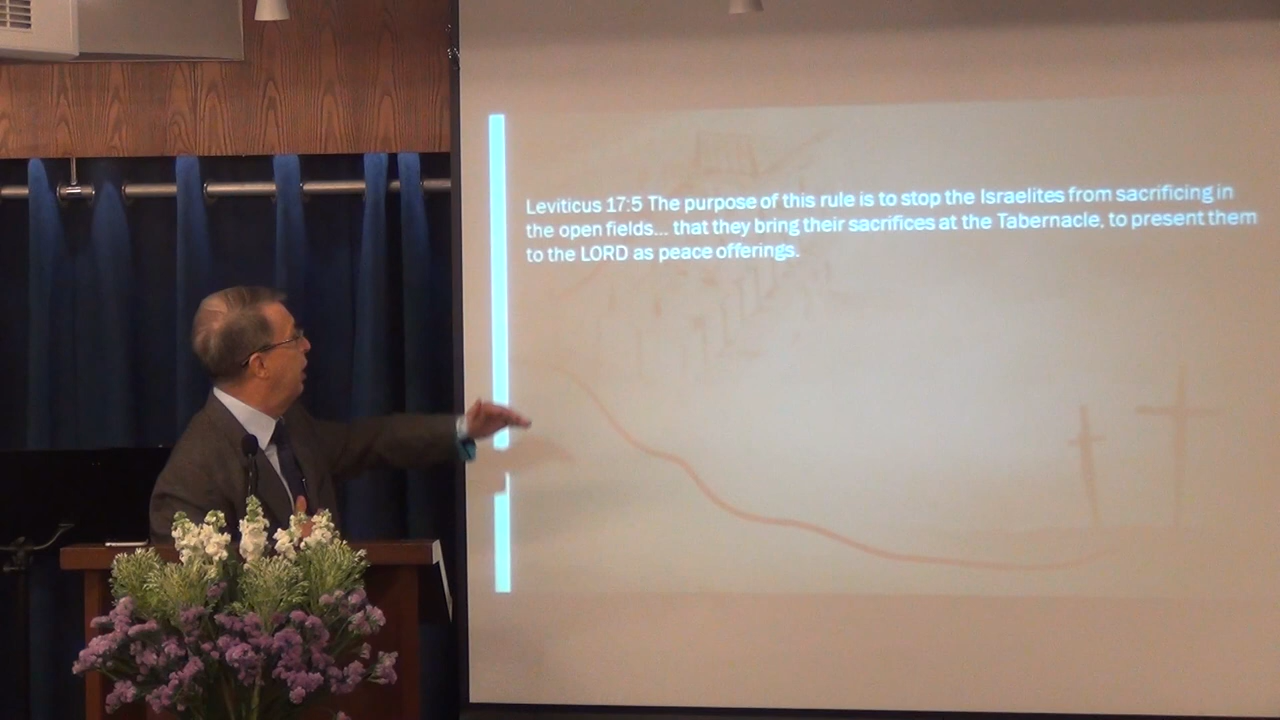 Leviticus 17:5 The purpose of this rule is to stop the Israelites from sacrificing in
the open fields... that they bring their sacrifices at the Tabernacle, to present them
to the LORD as peace offerings.